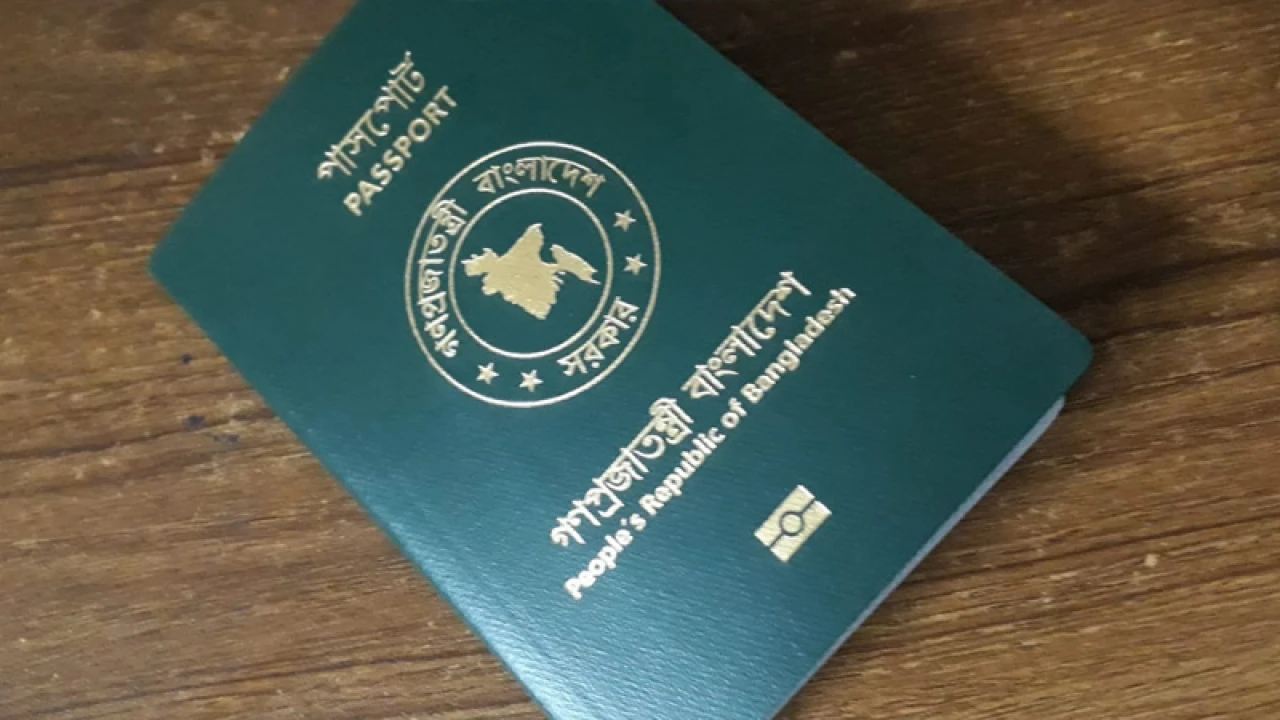 পাসপোর্ট
PASSPORT
গণপ্রজাতন্ত্রী বাংলাদেশ
সরকার
গণপ্রজাতন্ত্রী বাংলাদেশ
People's Republic of Bangladesh